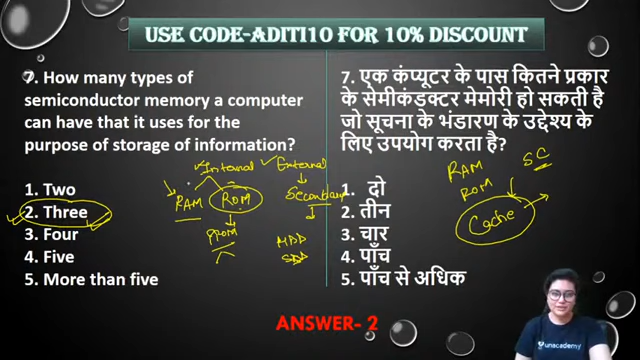 USE CODE-ADITI10 FOR 10% DISCOUNT
7. How many types of
semiconductor memory a computer
can have that it uses for the
purpose of storage of information?
Internal External
RAM ROM Secondary
PROM
HDD
1. Two
2. Three
3. Four
4. Five
5. More than five
7. एक कंप्यूटर के पास कितने प्रकार
के सेमीकंडक्टर मेमोरी हो सकती है
जो सूचना के भंडारण के उद्देश्य के
लिए उपयोग करता है?
RAM SC
ROM
Cache
1. दो
2. तीन
3. चार
4. पाँच
5. पाँच से अधिक
ANSWER- 2
unacademy